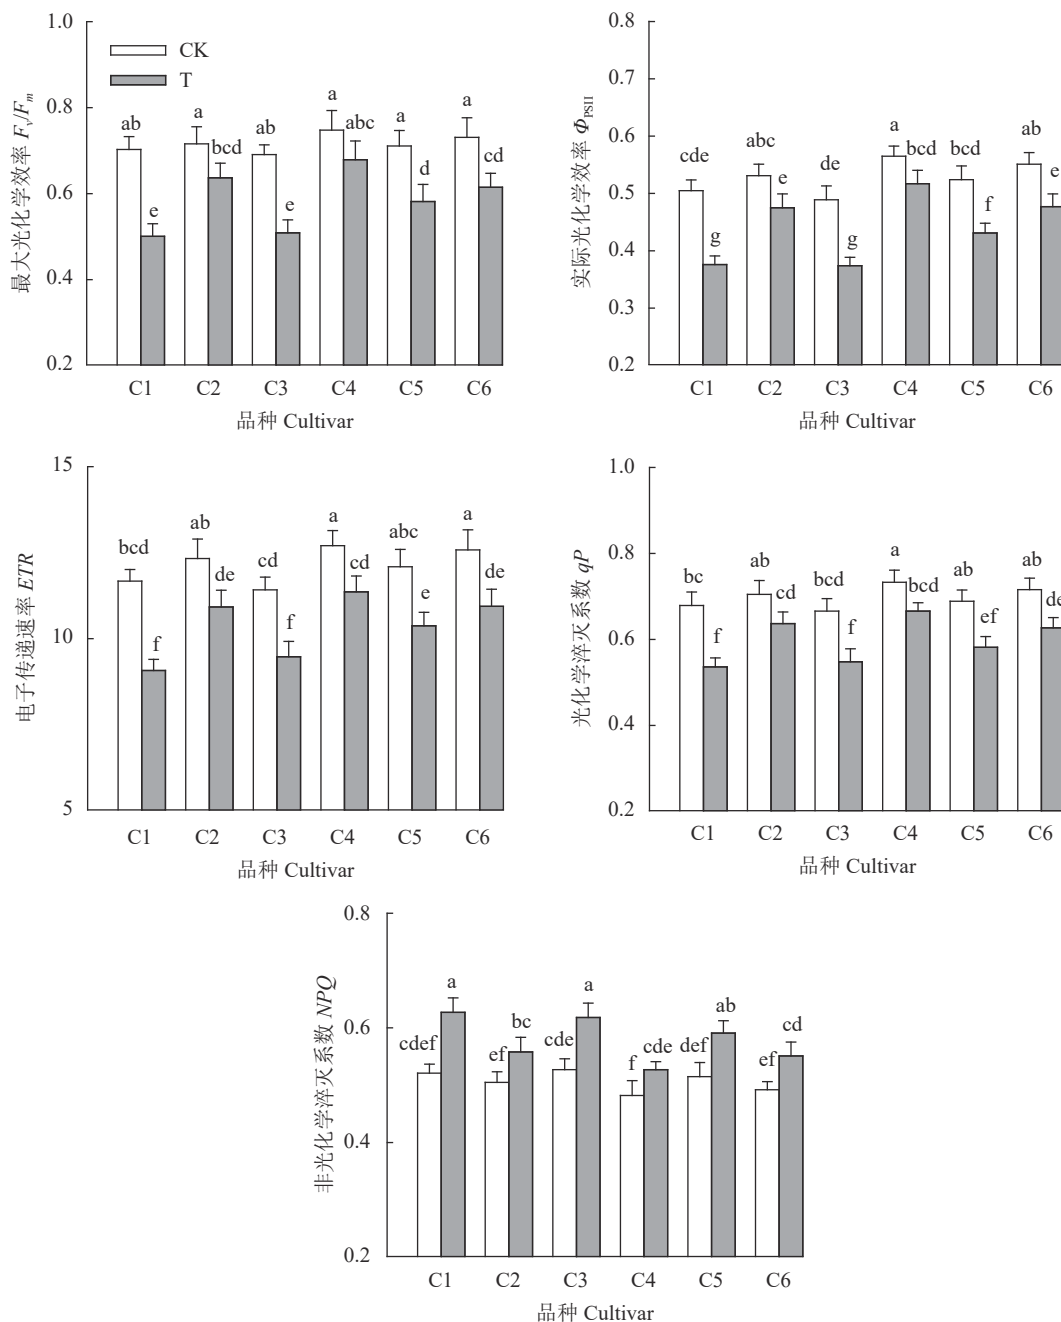 1.0
0.8
0.6
0.4
0.2
最大光化学效率 Fv/Fm
CK
T
ab
e
a
bcd
ab
e
a
abc
a
d
a
cd
C1 C2 C3 C4 C5 C6
品种 Cultivar
0.8
0.7
0.6
0.5
0.4
0.3
0.2
实际光化学效率 ΦPSII
cde
g
abc
e
de
g
a
bcd
bcd
f
ab
e
C1 C2 C3 C4 C5 C6
品种 Cultivar
15
10
5
电子传递速率 ETR
bcd
f
ab
de
cd
f
a
cd
abc
e
a
de
C1 C2 C3 C4 C5 C6
品种 Cultivar
1.0
0.8
0.6
0.4
0.2
光化学淬灭系数 qP
bc
f
ab
cd
bcd
f
a
bcd
ab
ef
ab
de
C1 C2 C3 C4 C5 C6
品种 Cultivar
0.8
0.6
0.4
0.2
非光化学淬灭系数 NPQ
cdef
a
ef
bc
cde
a
f
cde
def
ab
ef
cd
C1 C2 C3 C4 C5 C6
品种 Cultivar